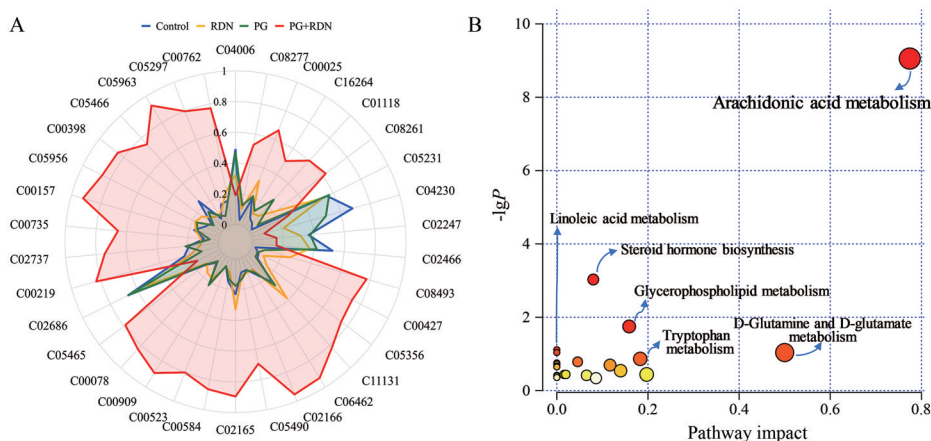 A
Control RDN PG PG+RDN
C04006
C08277
C00025
C16264
C01118
C08261
C05231
C04230
C02247
C02466
C08493
C00427
C05356
C11131
C06462
C02166
C05490
C02165
C00584
C00523
C00909
C00078
C05465
C02686
C00219
C02737
C00735
C00157
C05956
C00398
C05466
C05963
C05297
C00762
1
0.8
0.6
0.4
0.2
0
B
10
8
6
4
2
0
-lgP
0.0 0.2 0.4 0.6 0.8
Pathway impact
Arachidonic acid metabolism
Linoleic acid metabolism
Steroid hormone biosynthesis
Glycerophospholipid metabolism
D-Glutamine and D-glutamate
metabolism
Tryptophan
metabolism